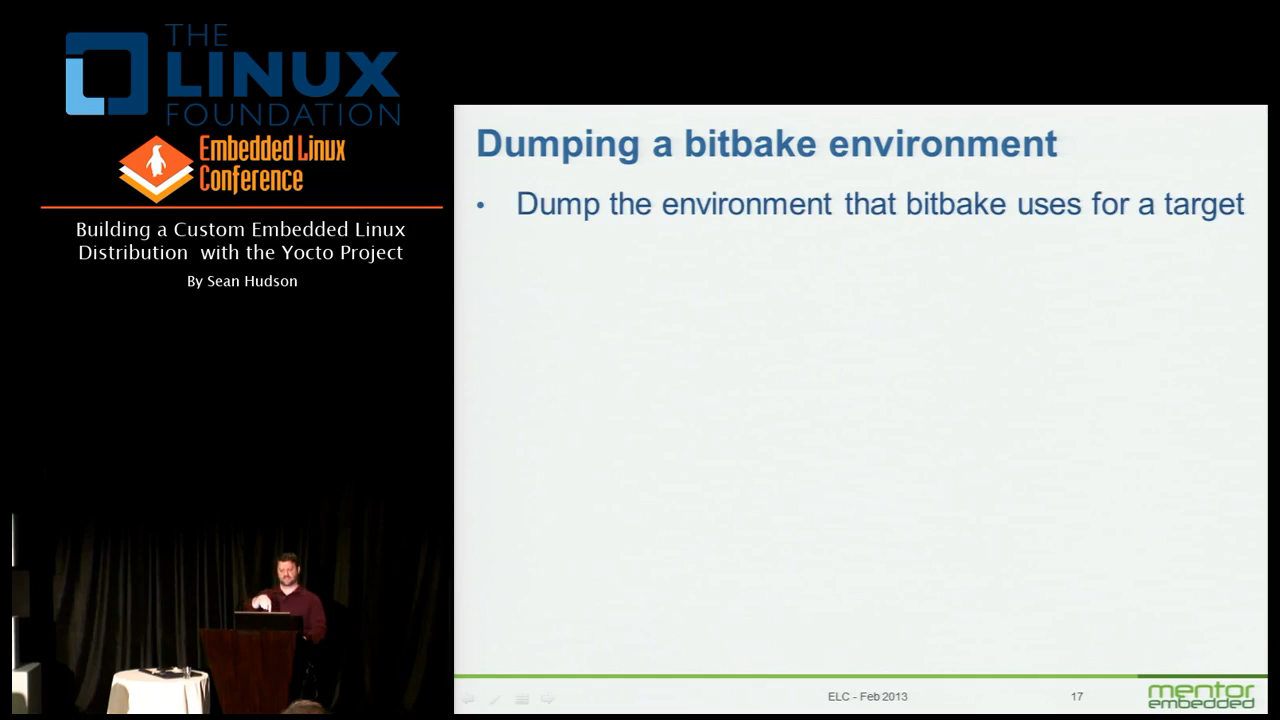 THE
LINUX
FOUNDATION
Embedded Linux
Conference
Building a Custom Embedded Linux
Distribution with the Yocto Project
By Sean Hudson
Dumping a bitbake environment
• Dump the environment that bitbake uses for a target
ELC - Feb 2013
17
mentor
embedded